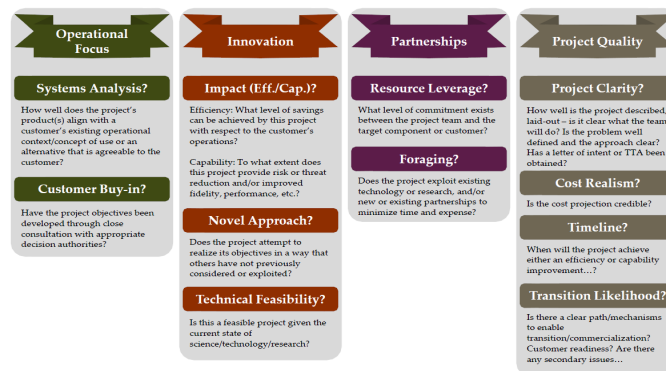 Operational
Focus
Systems Analysis?
How well does the project's
product(s) align with a
customer's existing operational
context/concept of use or an
alternative that is agreeable to the
customer?
Customer Buy-in?
Have the project objectives been
developed through close
consultation with appropriate
decision authorities?
Innovation
Impact (Eff./Cap.)?
Efficiency: What level of savings
can be achieved by this project
with respect to the customer's
operations?
Capability: To what extent does
this project provide risk or threat
reduction and/or improved
fidelity, performance, etc.?
Novel Approach?
Does the project attempt to
realize its objectives in a way that
others have not previously
considered or exploited?
Technical Feasibility?
Is this a feasible project given the
current state of
science/technology/research?
Partnerships
Resource Leverage?
What level of commitment exists
between the project team and the
target component or customer?
Foraging?
Does the project exploit existing
technology or research, and/or
new or existing partnerships to
minimize time and expense?
Project Quality
Project Clarity?
How well is the project described,
laid-out – is it clear what the team
will do? Is the problem well
defined and the approach clear?
Has a letter of intent or TTA been
obtained?
Cost Realism?
Is the cost projection credible?
Timeline?
When will the project achieve
either an efficiency or capability
improvement…?
Transition Likelihood?
Is there a clear path/mechanisms
to enable
transition/commercialization?
Customer readiness? Are there
any secondary issues…